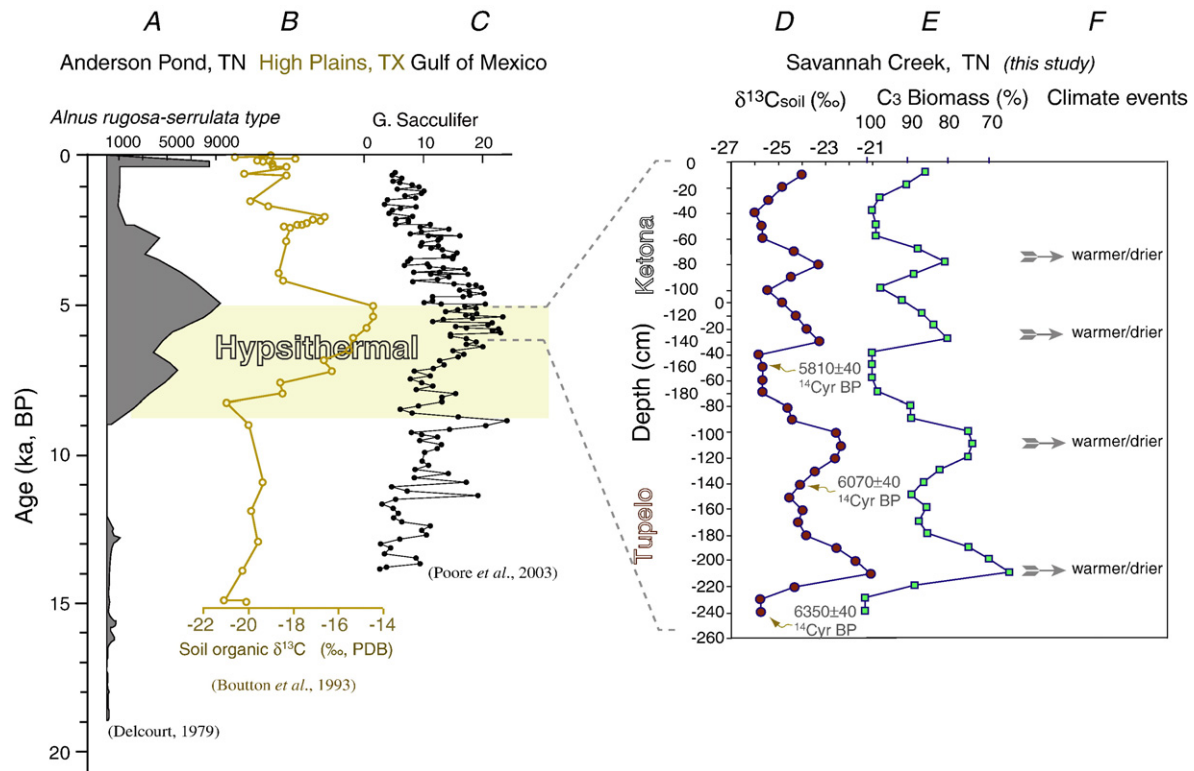 A B C D E F
Anderson Pond, TN High Plains, TX Gulf of Mexico Savannah Creek, TN (this study)
δ13Csoil (‰) C3 Biomass (%) Climate events
Alnus rugosa-serrulata type G. Sacculifer
100 90 80 70
1000 5000 9000 0 10 20
-27 -25 -23 -21
0
5
10
15
20
Age (ka, BP)
Hypsithermal
(Poore et al., 2003)
-22 -20 -18 -16 -14
Soil organic δ13C (‰, PDB)
(Boutton et al., 1993)
(Delcourt, 1979)
Ketona
Depth (cm)
Tupelo
0
-20
-40
-60
-80
-100
0
-120
-20
-140
-40
-160
-60
-180
-80
-100
-120
-140
-160
-180
-200
-220
-240
-260
5810±40
14Cyr BP
6070±40
14Cyr BP
6350±40
14Cyr BP
warmer/drier
warmer/drier
warmer/drier
warmer/drier